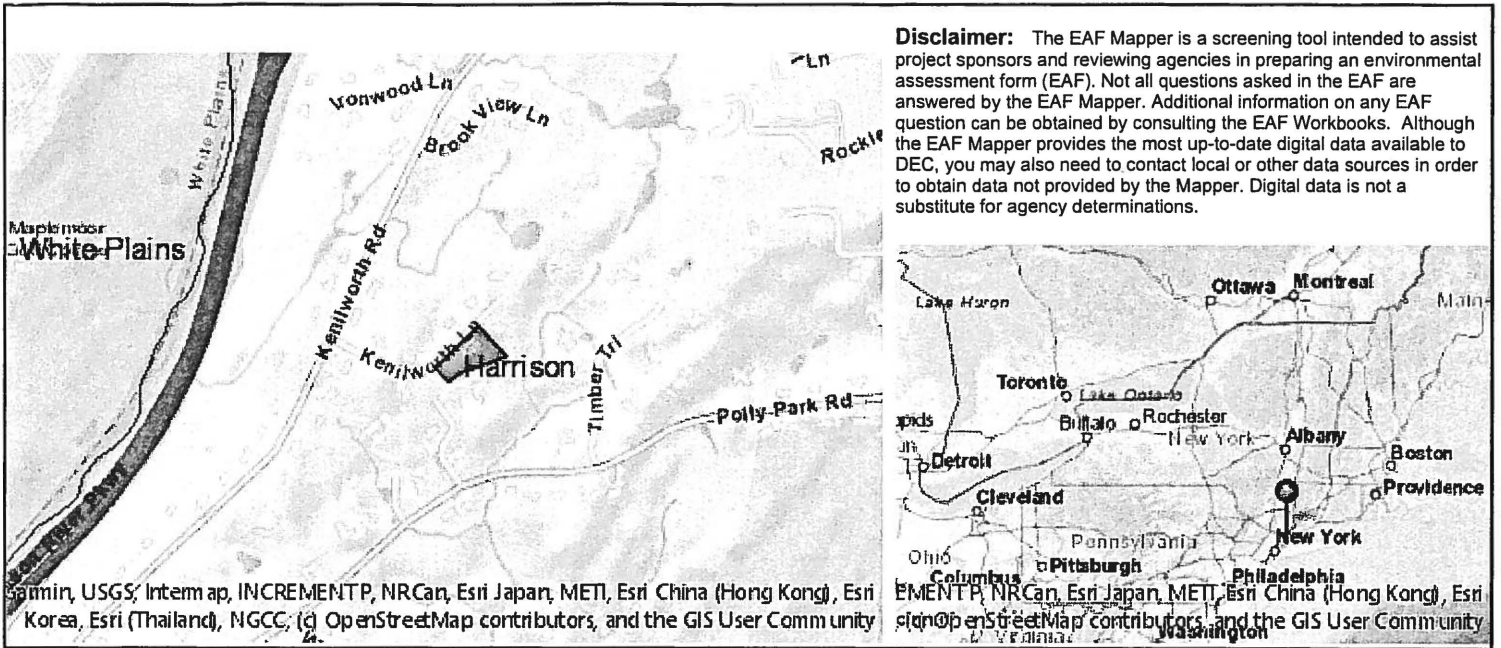 Disclaimer: The EAF Mapper is a screening tool intended to assist
project sponsors and reviewing agencies in preparing an environmental
assessment form (EAF). Not all questions asked in the EAF are
answered by the EAF Mapper. Additional information on any EAF
question can be obtained by consulting the EAF Workbooks. Although
the EAF Mapper provides the most up-to-date digital data available to
DEC, you may also need to contact local or other data sources in order
to obtain data not provided by the Mapper. Digital data is not a
substitute for agency determinations.
Ln
Ironwood Ln
Brook View Ln
White Plains
White Plains
Kenilworth Rd
Kenilworth Ln
Harrison
Timber Trl
Polly Park Rd
USGS, Intermap, INCREMENT P, NRCan, Esri Japan, METI, Esri China (Hong Kong), Esri
Korea, Esri (Thailand), NGCC, (c) OpenStreetMap contributors, and the GIS User Community
Ottawa
Montreal
Lake Huron
Toronto
Lake Ontario
Buffalo
Rochester
New York
Albany
Boston
Detroit
Providence
Cleveland
New York
Pennsylvania
Ohio
Pittsburgh
Columbus
Philadelphia
NRCan, Esri Japan, METI, Esri China (Hong Kong), Esri
OpenStreetMap contributors, and the GIS User Community
Washington